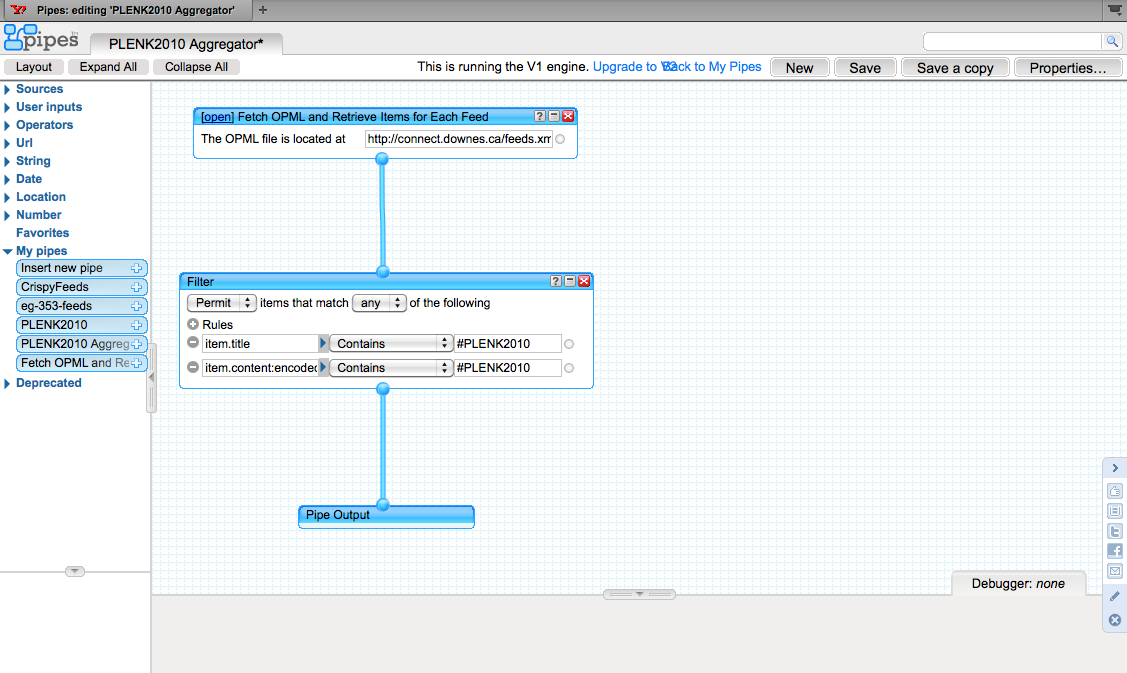 Pipes: editing 'PLENK2010 Aggregator'
pipes
PLENK2010 Aggregator*
Layout Expand All Collapse All This is running the V1 engine. Upgrade to V2 Back to My Pipes New Save Save a copy Properties...
Sources
User inputs
Operators
Url
String
Date
Location
Number
Favorites
My pipes
Insert new pipe
CrispyFeeds
eg-353-feeds
PLENK2010
PLENK2010 Aggreg
Fetch OPML and Re
Deprecated
[open] Fetch OPML and Retrieve Items for Each Feed
The OPML file is located at http://connect.downes.ca/feeds.xm
Filter
Permit items that match any of the following
Rules
item.title Contains #PLENK2010
item.content:encoded Contains #PLENK2010
Pipe Output
Debugger: none